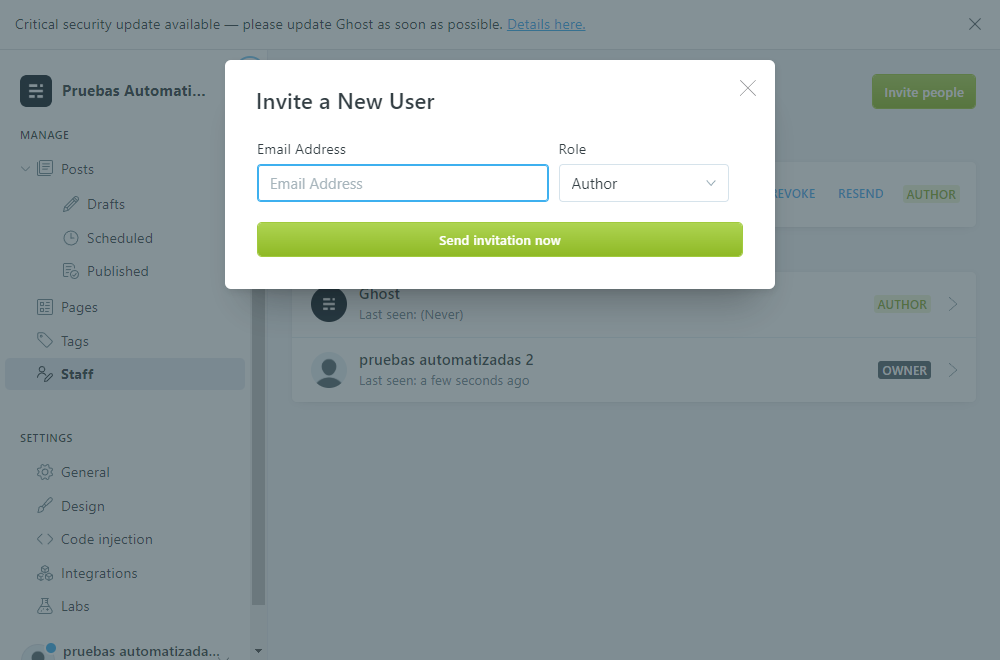 Critical security update available — please update Ghost as soon as possible. Details here.
Pruebas Automati...
Invite people
MANAGE
Posts
Drafts
Scheduled
Published
Pages
Tags
Staff
SETTINGS
General
Design
Code injection
Integrations
Labs
pruebas automatizada...
Invite a New User
Email Address Role
Email Address Author
Send invitation now
RESEND AUTHOR
Ghost
Last seen: (Never)
AUTHOR
pruebas automatizadas 2
Last seen: a few seconds ago
OWNER